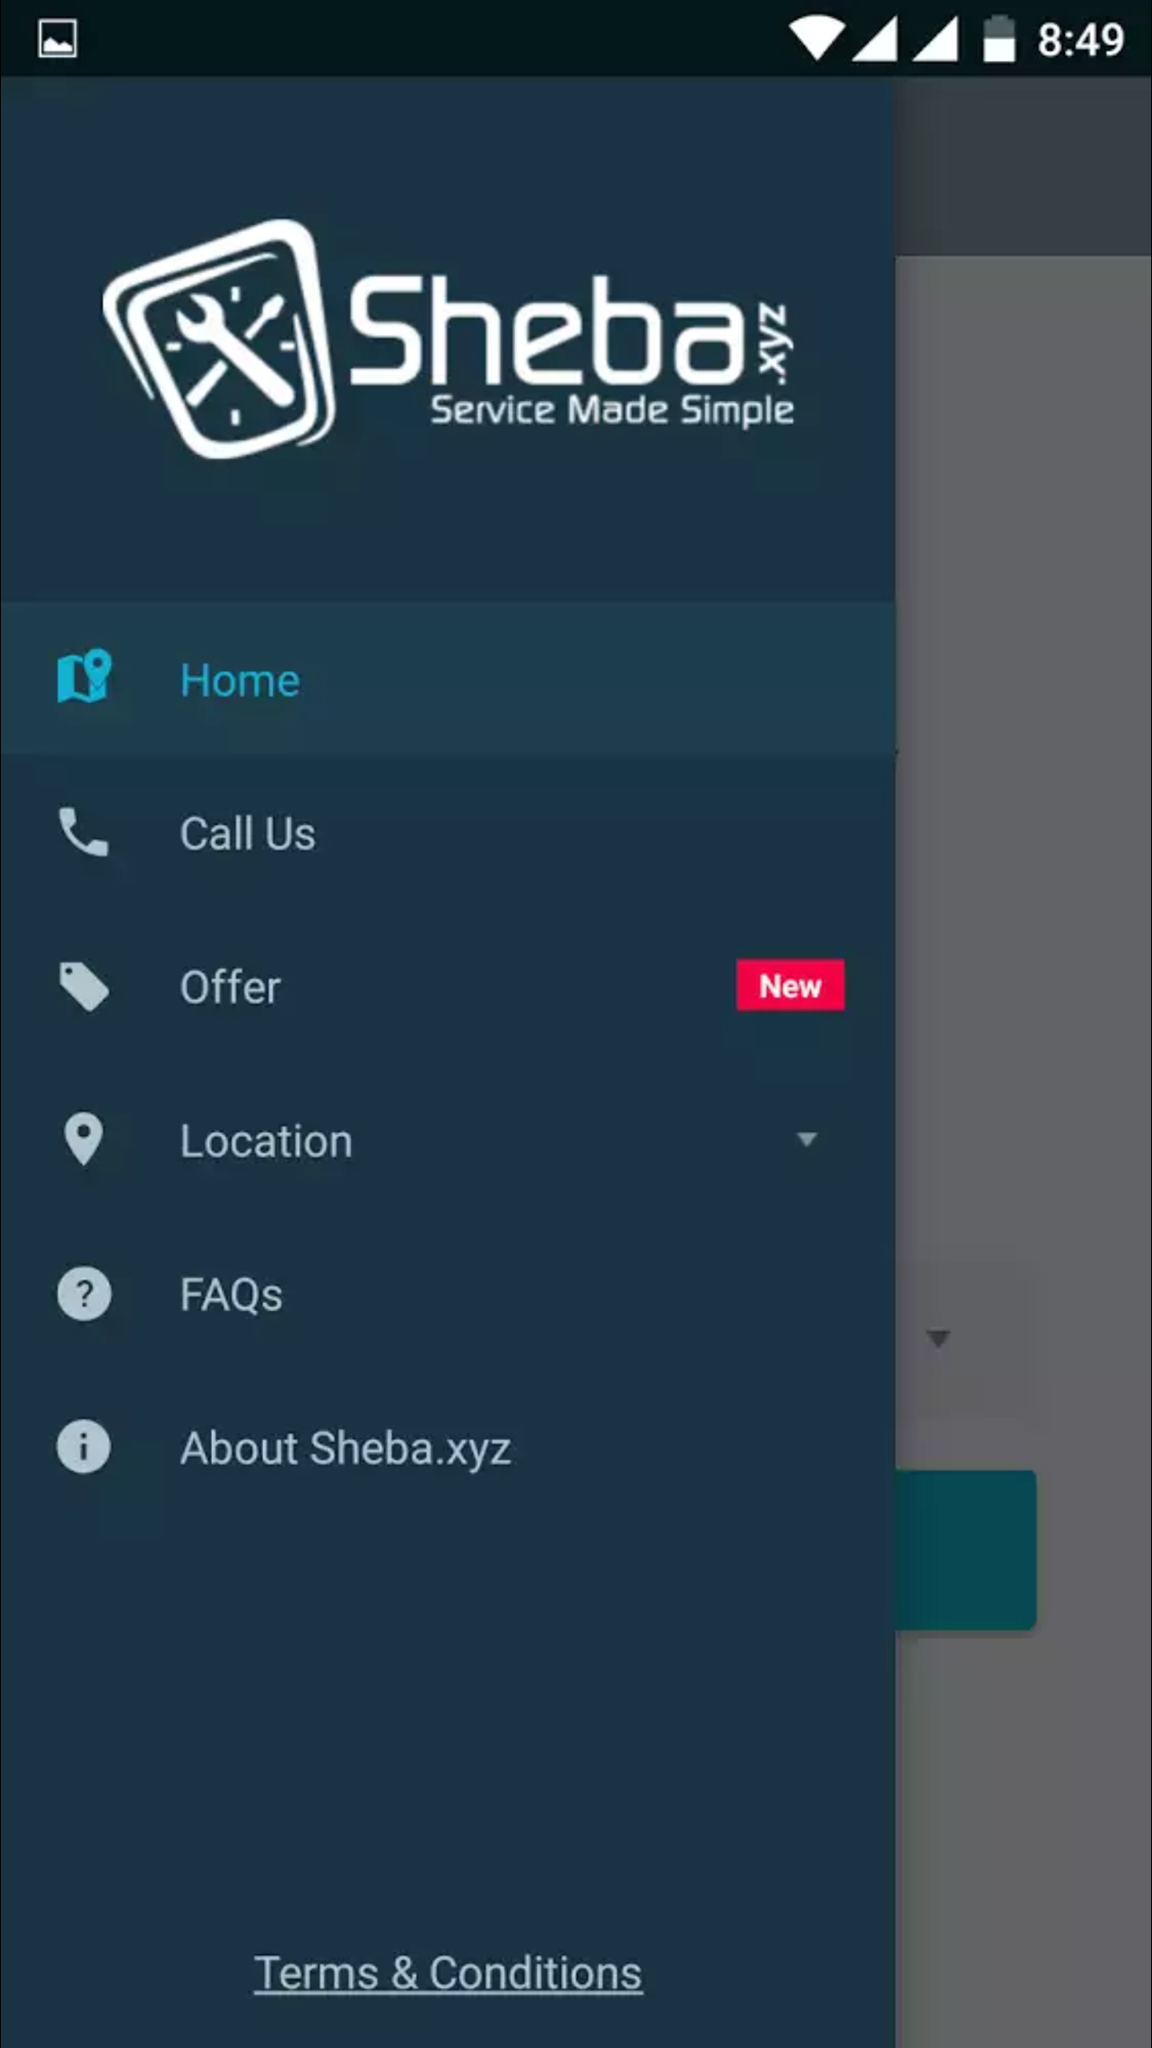 8:49
Sheba.xyz
Service Made Simple
Home
Call Us
Offer
New
Location
FAQs
About Sheba.xyz
Terms & Conditions